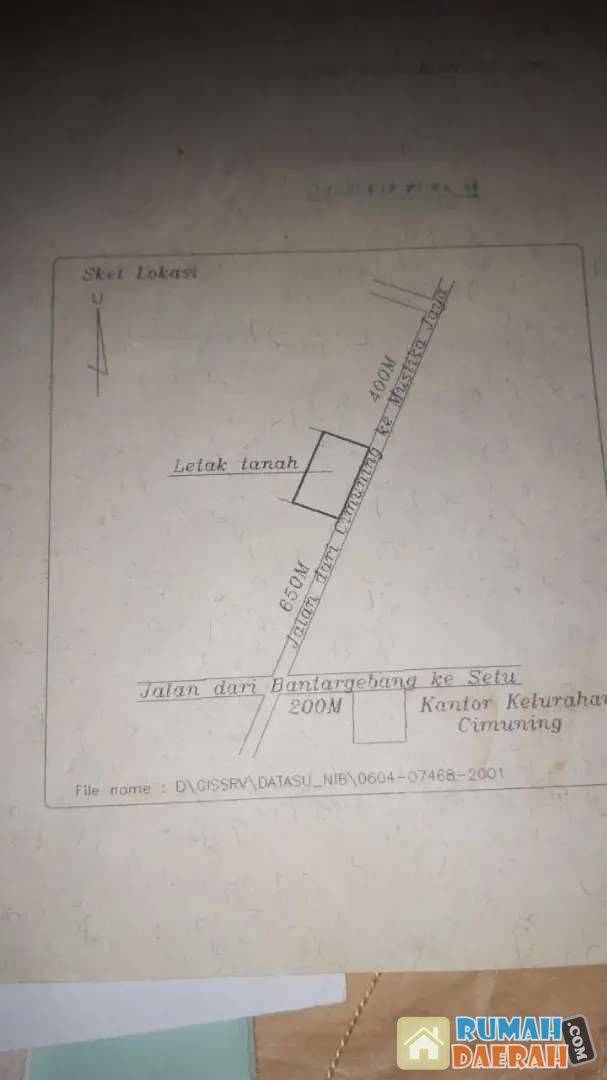 Sket Lokasi
U
400M
Letak tanah
Jalan dari Cimuning ke Mustika Jaya
650M
Jalan dari Bantargebang ke Setu
200M
Kantor Kelurahan
Cimuning
File name : D\GISSRV\DATASU_NIB\0604-07468-2001
RUMAH
DAERAH
.COM